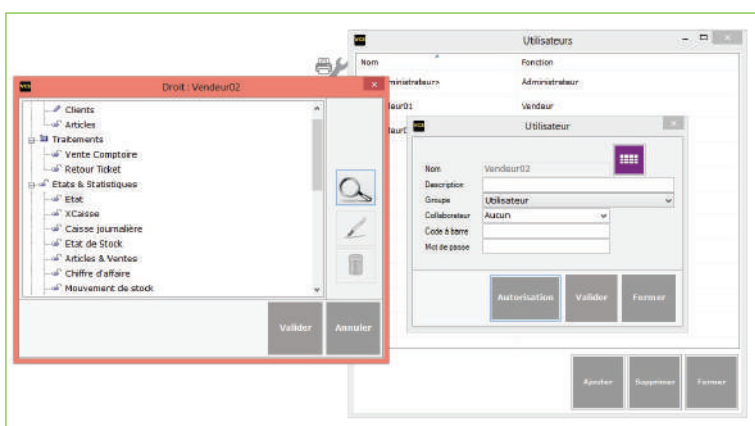 Utilisateurs
Nom Fonction
Administrateur
Vendeur
Droit : Vendeur02
Clients
Articles
Traitements
Vente Comptoire
Retour Ticket
Etats & Statistiques
Etat
XCaisse
Caisse journalière
Etat de Stock
Articles & Ventes
Chiffre d'affaire
Mouvement de stock
Valider Annuler
Utilisateur
Nom Vendeur02
Description
Groupe Utilisateur
Collaborateur Aucun
Code à barre
Mot de passe
Autorisation Valider Fermer
Ajouter Supprimer Fermer